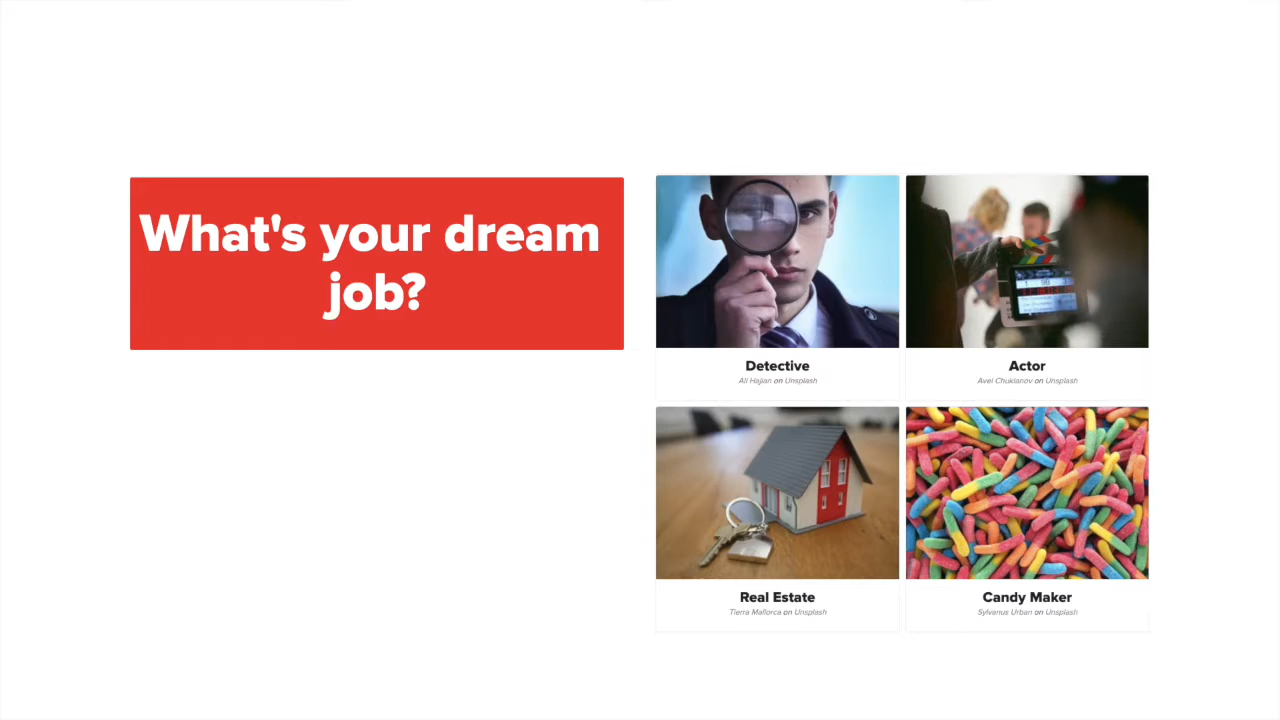 What's your dream
job?
Detective
Ali Hajian on Unsplash
Actor
Avel Chuklanov on Unsplash
Real Estate
Tierra Mallorca on Unsplash
Candy Maker
Sylvanus Urban on Unsplash